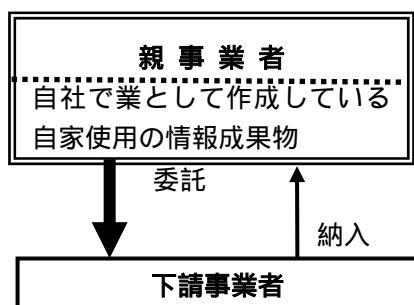 親 事 業 者
自社で業として作成している
自家使用の情報成果物
委託
納入
下請事業者